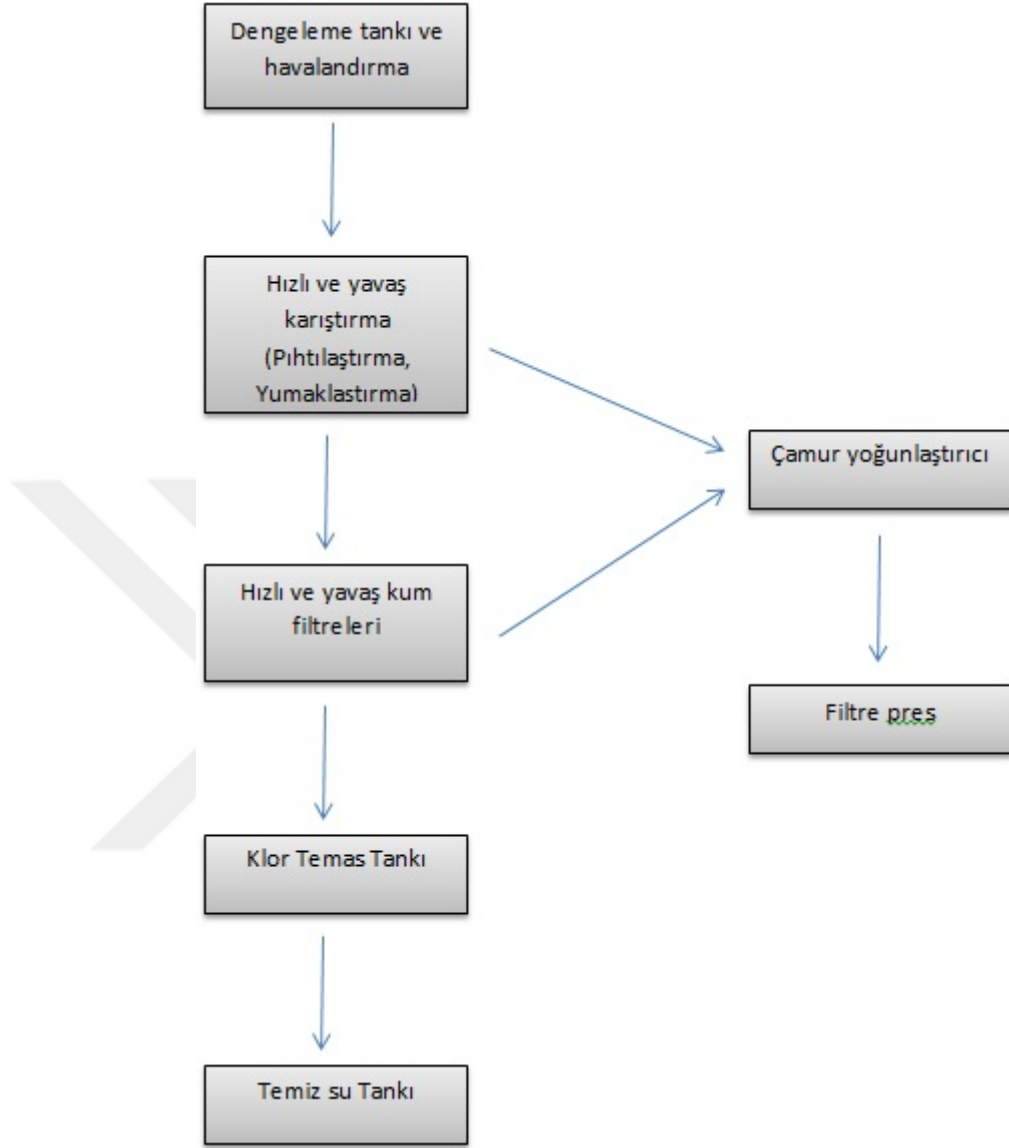 Dengeleme tankı ve
havalandırma
Hızlı ve yavaş
karıştırma
(Pıhtılaştırma,
Yumaklastırma)
Çamur yoğunlaştırıcı
Hızlı ve yavaş kum
filtreleri
Filtre pres
Klor Temas Tankı
Temiz su Tankı